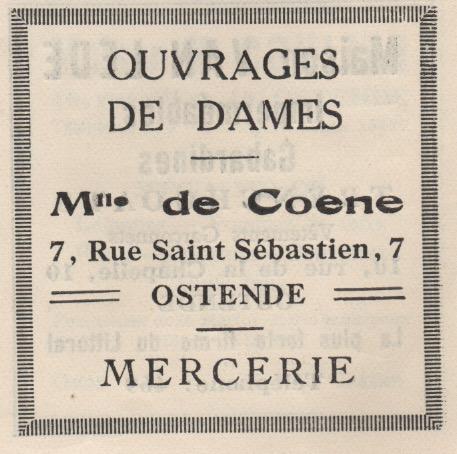 OUVRAGES
DE DAMES
Mlle de Coene
7, Rue Saint Sébastien, 7
OSTENDE
MERCERIE